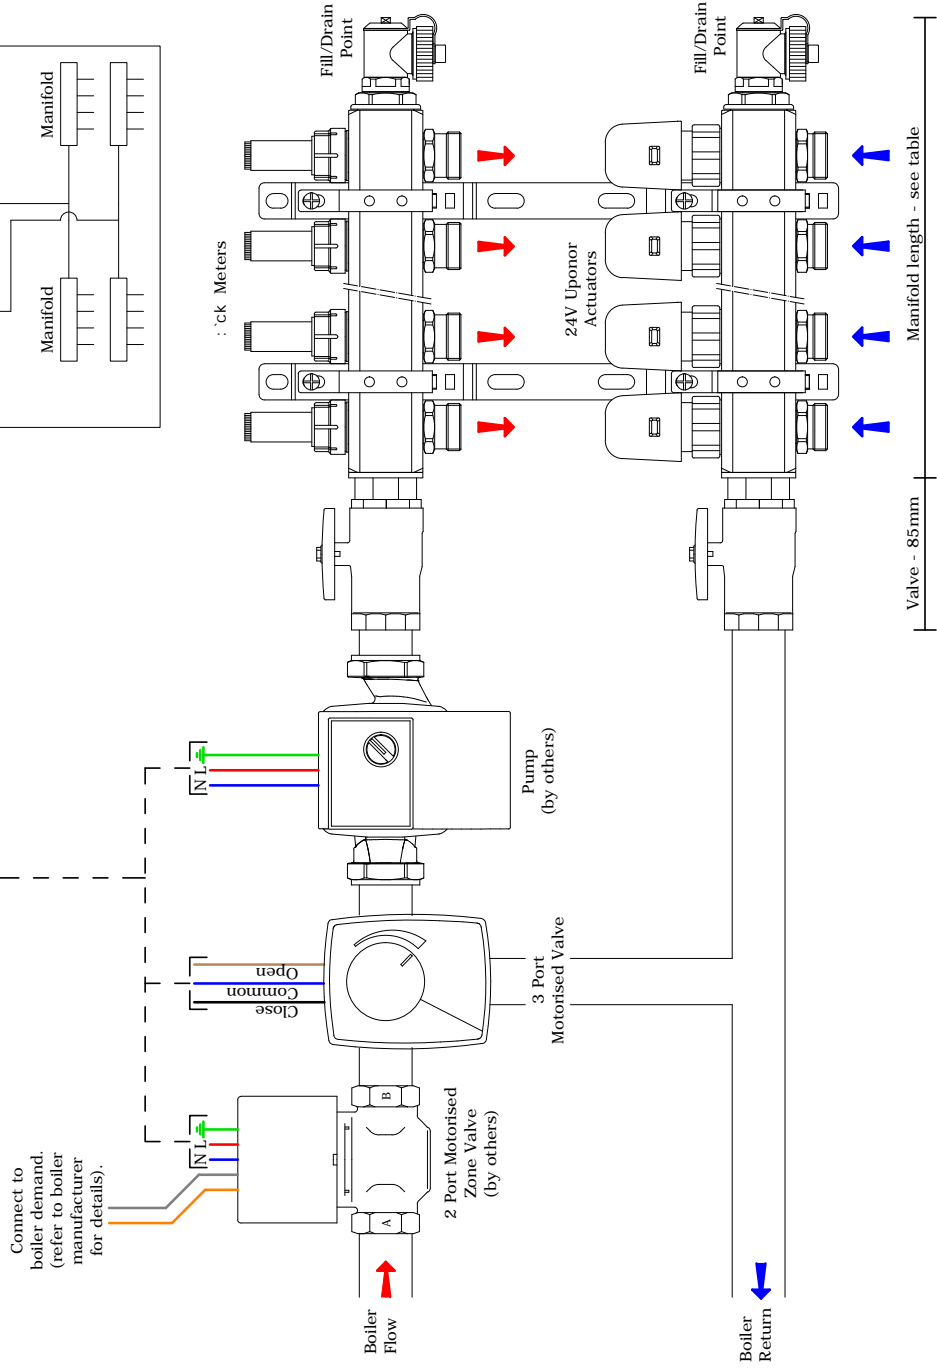 Manifold
Manifold
Fill/Drain
Point
Fill/Drain
Point
Meters
24V Uponor
Actuators
Manifold length - see table
Valve - 85mm
N L
Pump
(by others)
Open
Common
Close
3 Port
Motorised Valve
N L
B
A
2 Port Motorised
Zone Valve
(by others)
Connect to
boiler demand.
(refer to boiler
manufacturer
for details).
Boiler
Flow
Boiler
Return